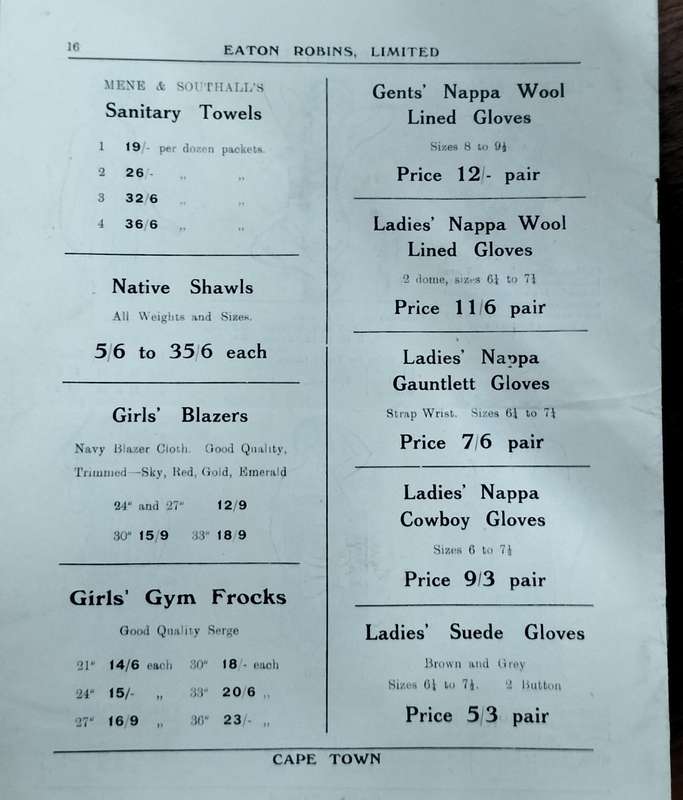 16
EATON ROBINS, LIMITED
MENE & SOUTHALL'S
Sanitary Towels
1 19/- per dozen packets.
2 26/- „ „
3 32/6 „ „
4 36/6 „ „
Native Shawls
All Weights and Sizes.
5/6 to 35/6 each
Girls' Blazers
Navy Blazer Cloth. Good Quality,
Trimmed—Sky, Red, Gold, Emerald
24" and 27" 12/9
30" 15/9 33" 18/9
Girls' Gym Frocks
Good Quality Serge
21" 14/6 each 30" 18/- each
24" 15/- „ 33" 20/6 „
27" 16/9 „ 36" 23/- „
Gents' Nappa Wool
Lined Gloves
Sizes 8 to 9½
Price 12/- pair
Ladies' Nappa Wool
Lined Gloves
2 dome, sizes 6¼ to 7¼
Price 11/6 pair
Ladies' Nappa
Gauntlett Gloves
Strap Wrist. Sizes 6¼ to 7¼
Price 7/6 pair
Ladies' Nappa
Cowboy Gloves
Sizes 6 to 7½
Price 9/3 pair
Ladies' Suede Gloves
Brown and Grey
Sizes 6¼ to 7½. 2 Button
Price 5/3 pair
CAPE TOWN